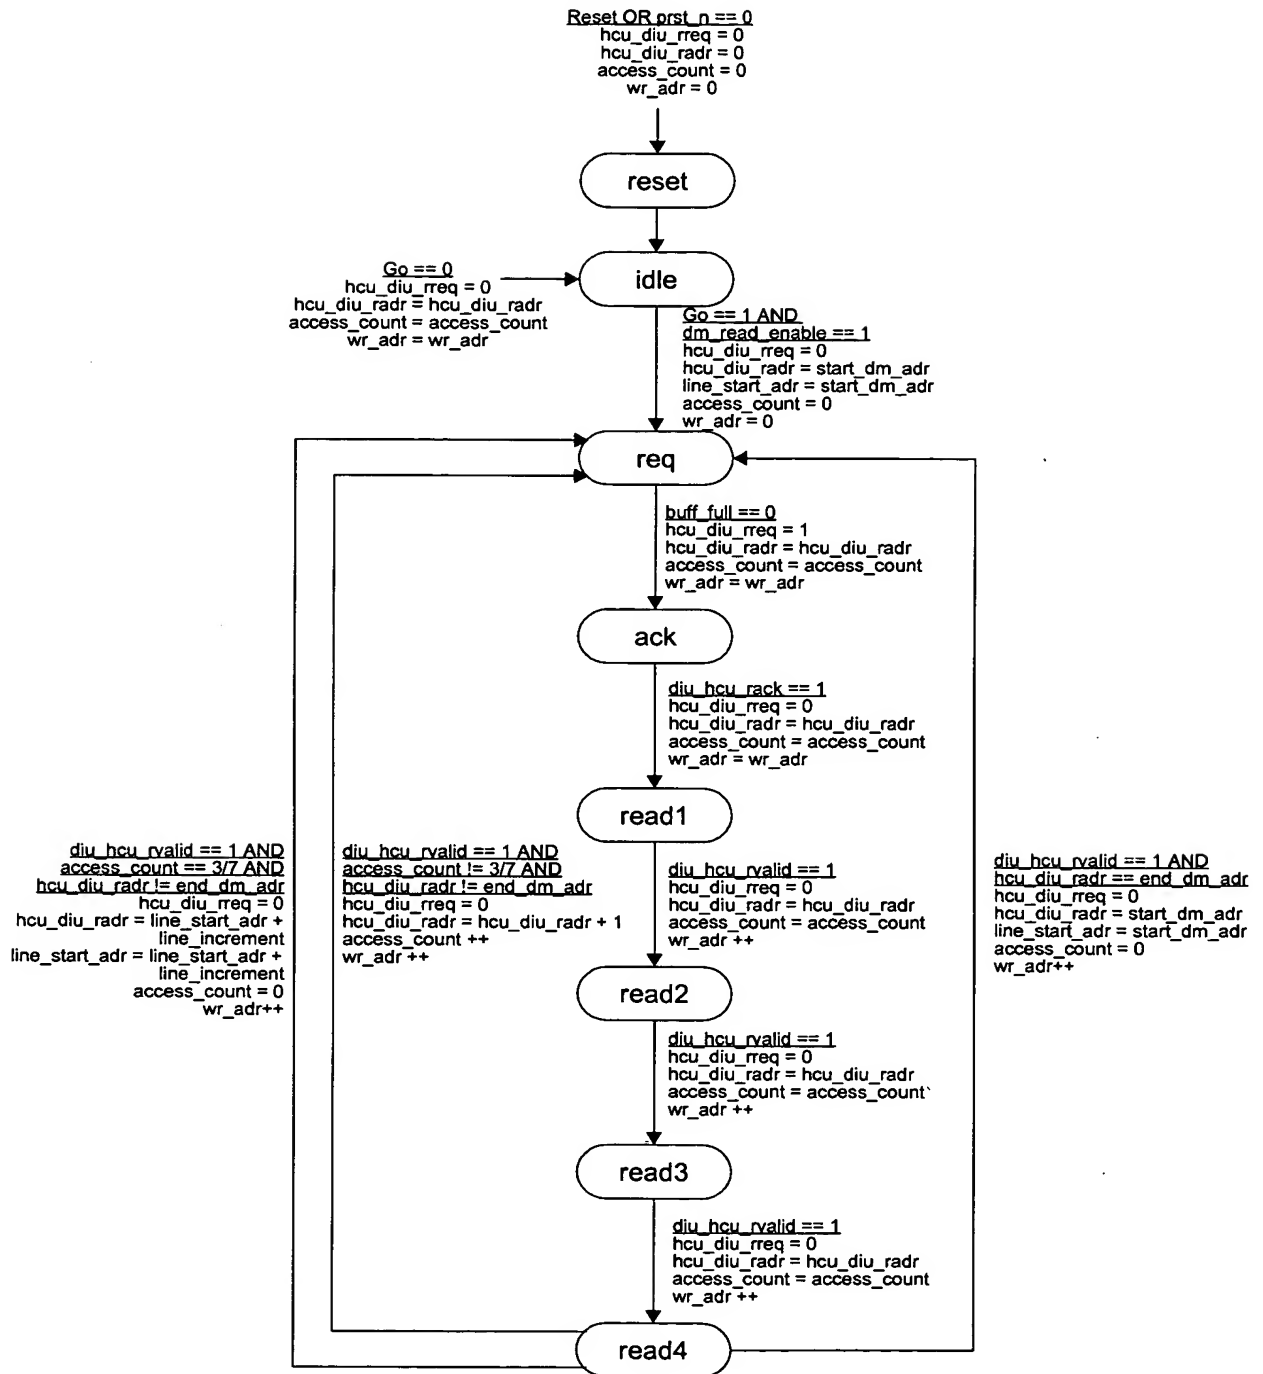 Reset OR prst_n == 0
hcu_diu_rreq = 0
hcu_diu_radr = 0
access_count = 0
wr_adr = 0
reset
idle
Go == 0
hcu_diu_rreq = 0
hcu_diu_radr = hcu_diu_radr
access_count = access_count
wr_adr = wr_adr
Go == 1 AND
dm_read_enable == 1
hcu_diu_rreq = 0
hcu_diu_radr = start_dm_adr
line_start_adr = start_dm_adr
access_count = 0
wr_adr = 0
req
buff_full == 0
hcu_diu_rreq = 1
hcu_diu_radr = hcu_diu_radr
access_count = access_count
wr_adr = wr_adr
ack
diu_hcu_rack == 1
hcu_diu_rreq = 0
hcu_diu_radr = hcu_diu_radr
access_count = access_count
wr_adr = wr_adr
read1
diu_hcu_rvalid == 1 AND
access_count == 3/7 AND
hcu_diu_radr != end_dm_adr
hcu_diu_rreq = 0
hcu_diu_radr = line_start_adr +
line_increment
line_start_adr = line_start_adr +
line_increment
access_count = 0
wr_adr++
diu_hcu_rvalid == 1 AND
access_count != 3/7 AND
hcu_diu_radr != end_dm_adr
hcu_diu_rreq = 0
hcu_diu_radr = hcu_diu_radr + 1
access_count ++
wr_adr ++
diu_hcu_rvalid == 1
hcu_diu_rreq = 0
hcu_diu_radr = hcu_diu_radr
access_count = access_count
wr_adr ++
diu_hcu_rvalid == 1 AND
hcu_diu_radr == end_dm_adr
hcu_diu_rreq = 0
hcu_diu_radr = start_dm_adr
line_start_adr = start_dm_adr
access_count = 0
wr_adr++
read2
diu_hcu_rvalid == 1
hcu_diu_rreq = 0
hcu_diu_radr = hcu_diu_radr
access_count = access_count
wr_adr ++
read3
diu_hcu_rvalid == 1
hcu_diu_rreq = 0
hcu_diu_radr = hcu_diu_radr
access_count = access_count
wr_adr ++
read4